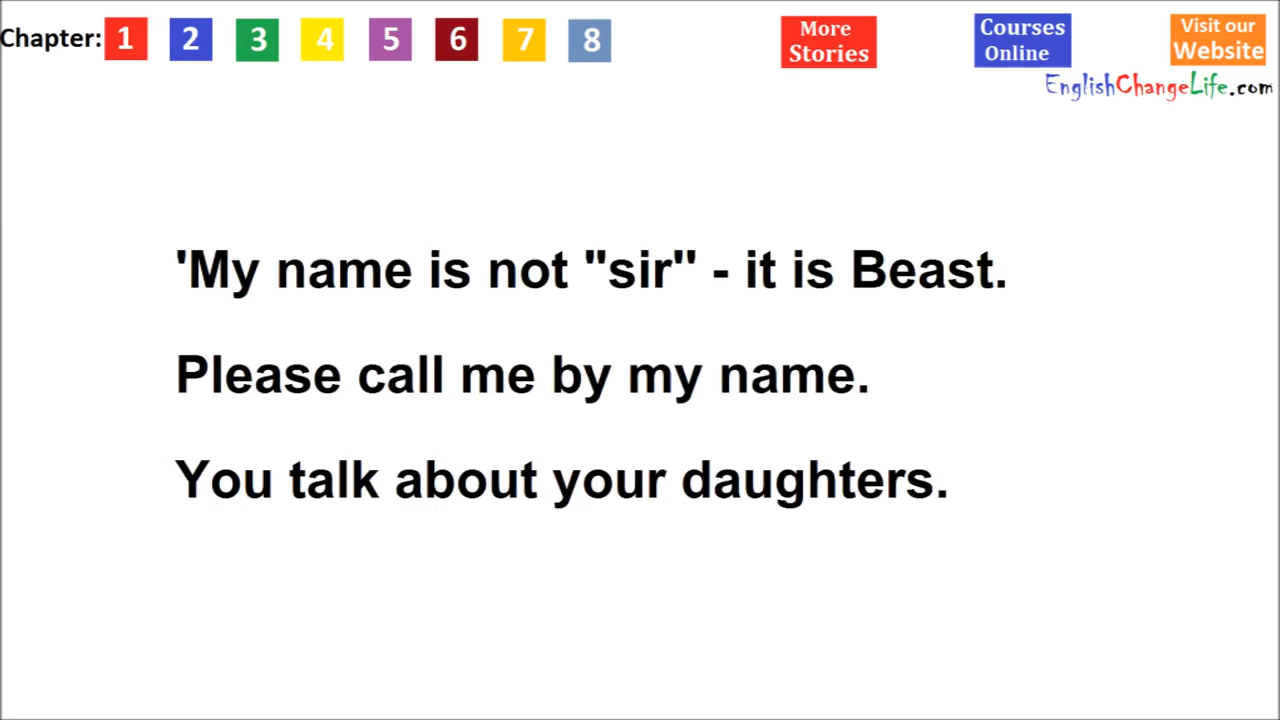 Chapter: 1 2 3 4 5 6 7 8
More
Stories
Courses
Online
Visit our
Website
EnglishChangeLife.com
'My name is not "sir" - it is Beast.
Please call me by my name.
You talk about your daughters.